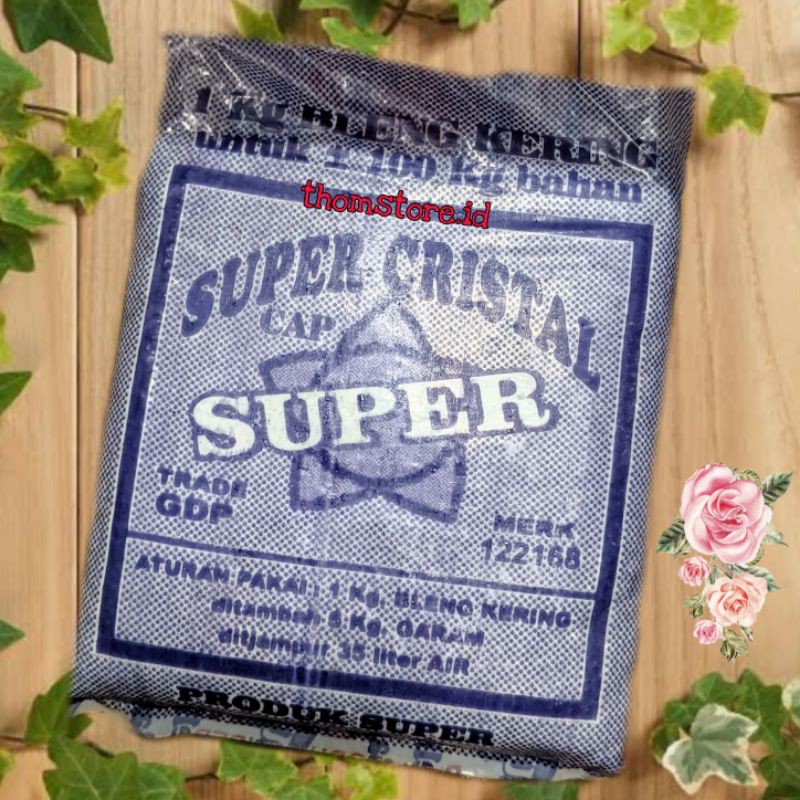 1 Kg BLENG KERING
untuk ± 100 Kg bahan
thomstore.id
SUPER CRISTAL
CAP
SUPER
TRADE
GDP
MERK
122168
ATURAN PAKAI : 1 Kg. BLENG KERING
ditambah 5 Kg. GARAM
ditjampur 35 liter AIR
PRODUK SUPER